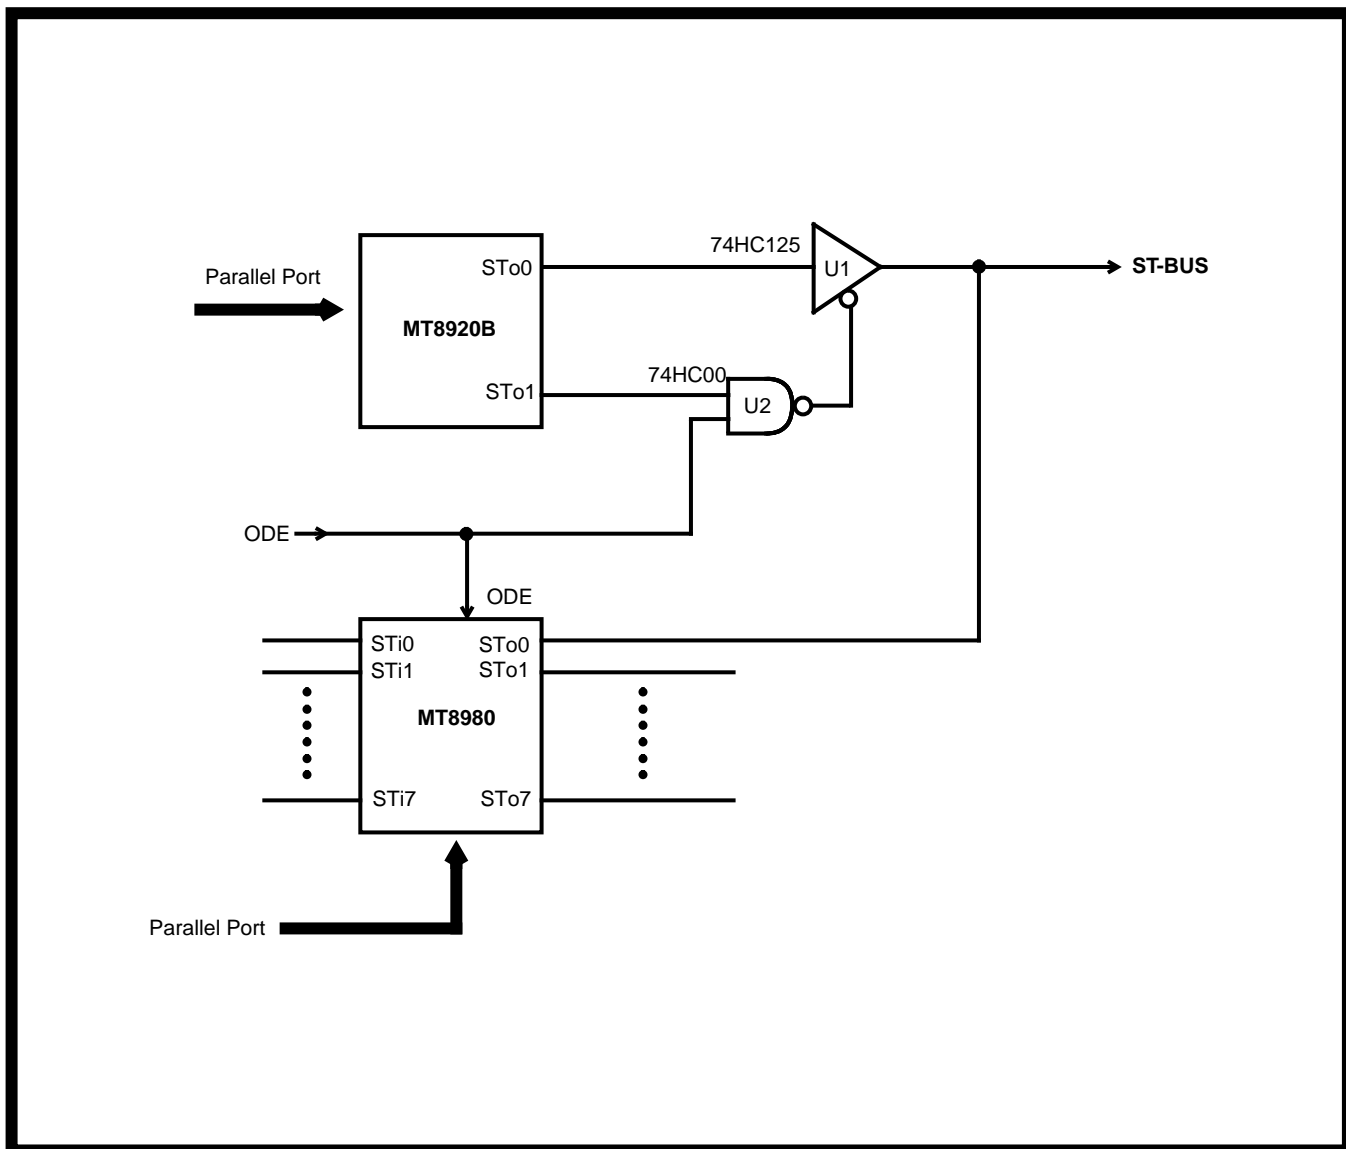 74HC125
STo0
U1
ST-BUS
Parallel Port
MT8920B
74HC00
STo1
U2
ODE
ODE
STi0
STo0
STi1
STo1
MT8980
STi7
STo7
Parallel Port